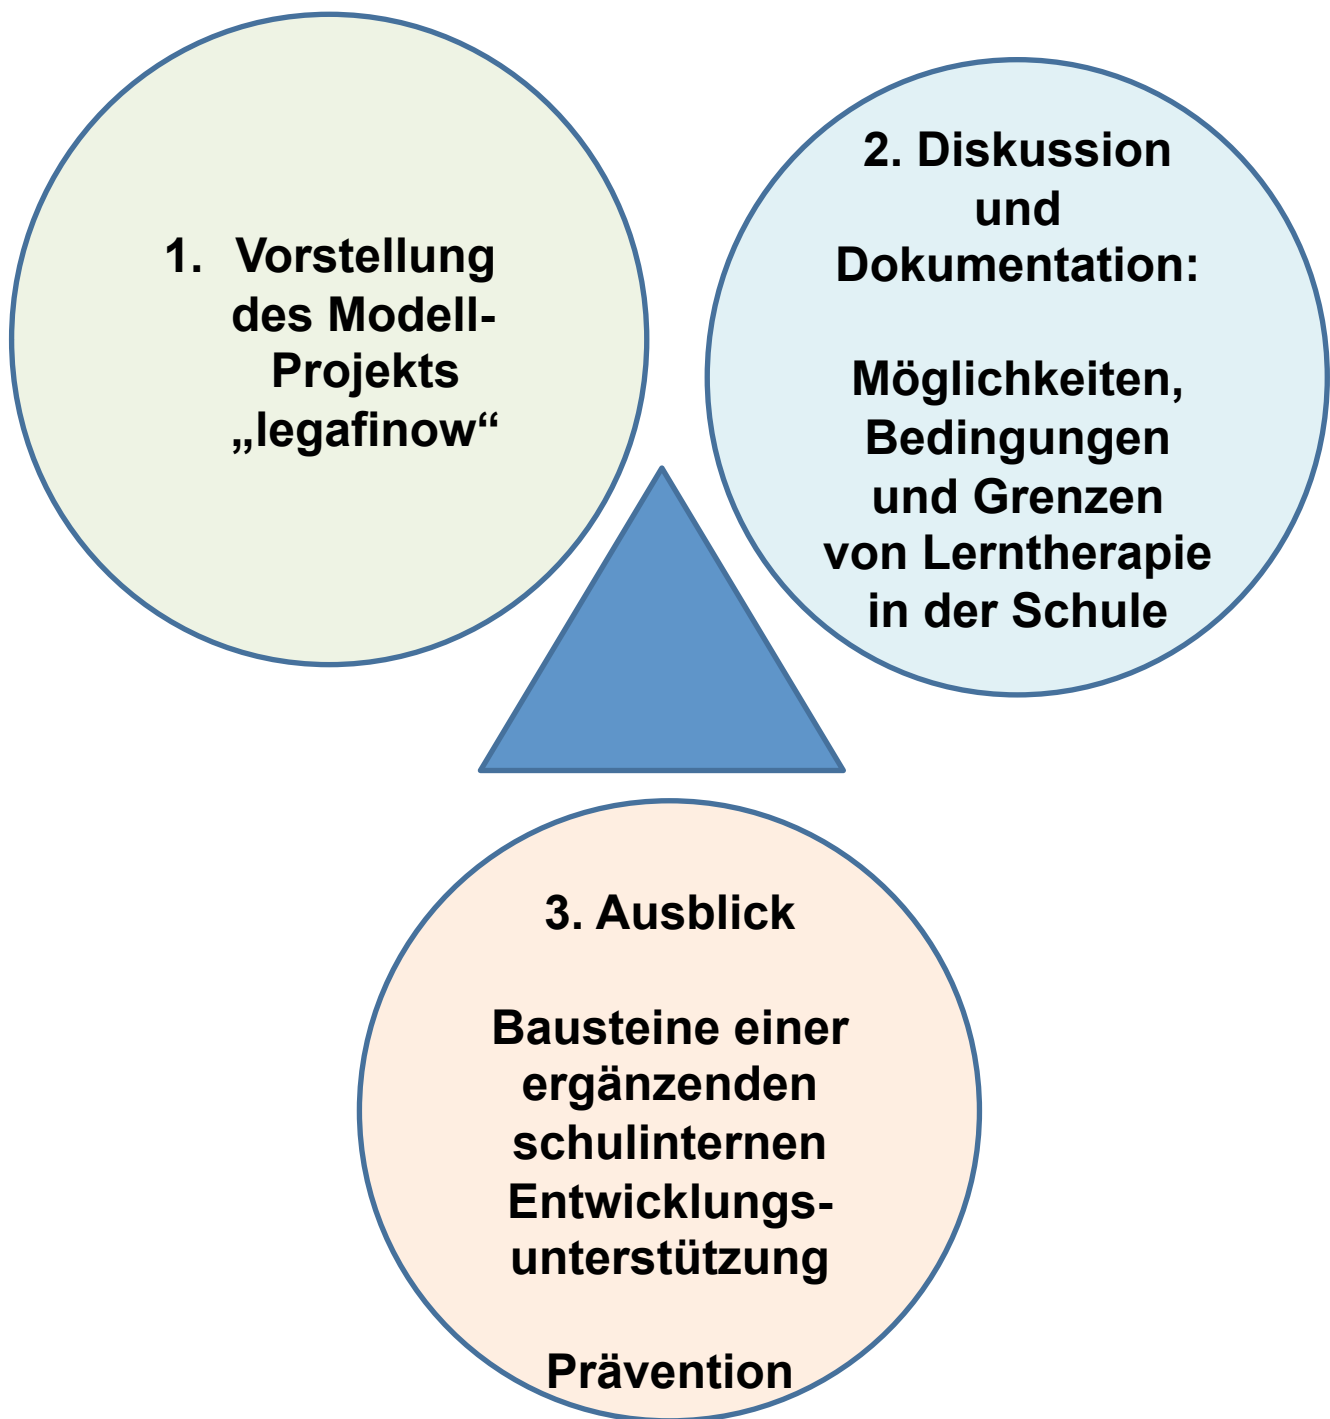 1. Vorstellung
des Modell-
Projekts
„legafinow“
2. Diskussion
und
Dokumentation:
Möglichkeiten,
Bedingungen
und Grenzen
von Lerntherapie
in der Schule
3. Ausblick
Bausteine einer
ergänzenden
schulinternen
Entwicklungs-
unterstützung
Prävention